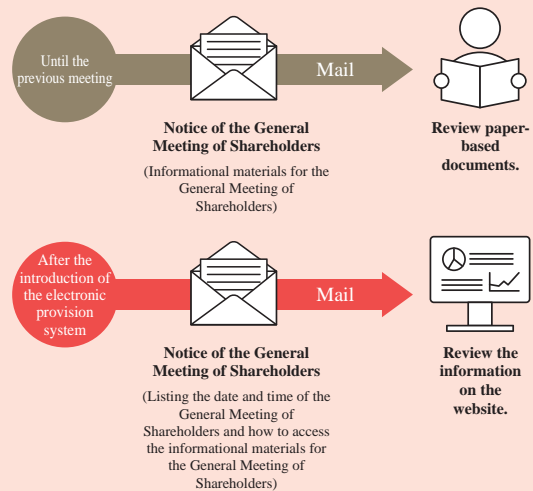 Until the
previous meeting
Mail
Notice of the General
Meeting of Shareholders
(Informational materials for the
General Meeting of
Shareholders)
Review paper-
based
documents.
After the
introduction of
the electronic
provision
system
Mail
Notice of the General
Meeting of Shareholders
(Listing the date and time of the
General Meeting of
Shareholders and how to access
the informational materials for
the General Meeting of
Shareholders)
Review the
information
on the
website.